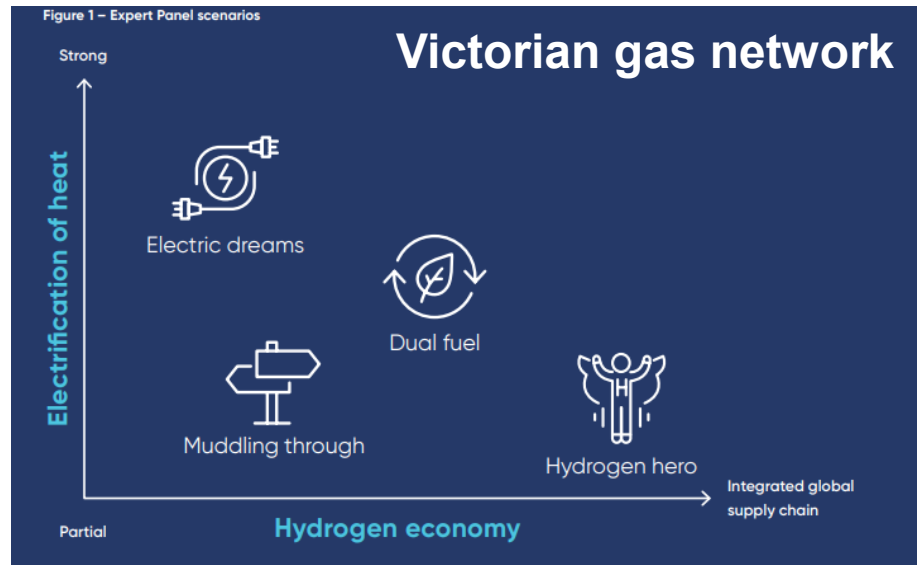 Figure 1 – Expert Panel scenarios
Victorian gas network
Strong
Electrification of heat
Electric dreams
Dual fuel
Muddling through
H
Hydrogen hero
Integrated global
supply chain
Partial
Hydrogen economy